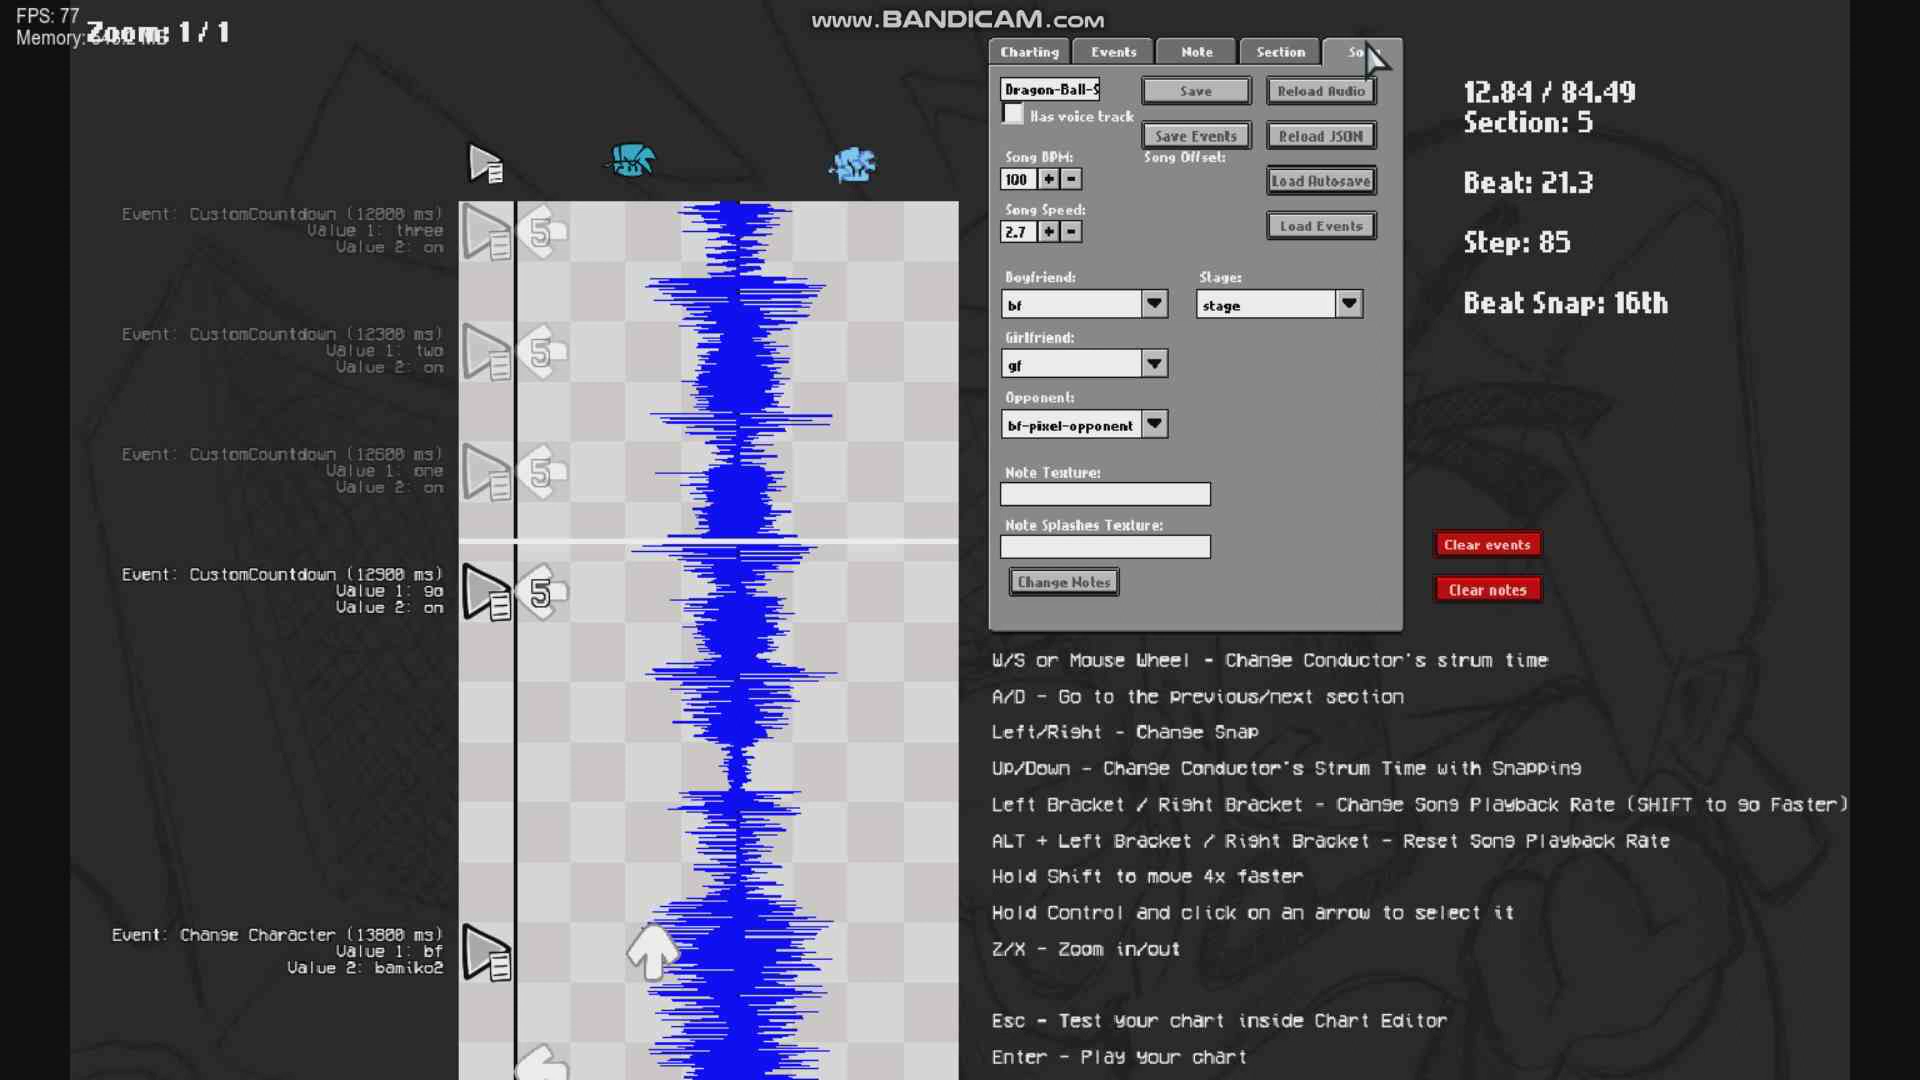 FPS: 77
Memory:
Zoom: 1 / 1
www.BANDICAM.com
Charting
Events
Note
Section
Dragon-Ball-S
Save
Reload Audio
Has voice track
Save Events
Reload JSON
Song BPM:
Song Offset:
100 + -
Load Autosave
Song Speed:
2.7 + -
Load Events
Boyfriend:
Stage:
bf
stage
Girlfriend:
gf
Opponent:
bf-pixel-opponent
Note Texture:
Note Splashes Texture:
Change Notes
12.84 / 84.49
Section: 5
Beat: 21.3
Step: 85
Beat Snap: 16th
Clear events
Clear notes
Event: CustomCountdown (12000 ms)
Value 1: three
Value 2: on
5
Event: CustomCountdown (12300 ms)
Value 1: two
Value 2: on
5
Event: CustomCountdown (12600 ms)
Value 1: one
Value 2: on
5
Event: CustomCountdown (12900 ms)
Value 1: go
Value 2: on
5
Event: Change Character (13800 ms)
Value 1: bf
Value 2: bamiko2
W/S or Mouse Wheel - Change Conductor's strum time
A/D - Go to the previous/next section
Left/Right - Change Snap
Up/Down - Change Conductor's Strum Time with Snapping
Left Bracket / Right Bracket - Change Song Playback Rate (SHIFT to go Faster)
ALT + Left Bracket / Right Bracket - Reset Song Playback Rate
Hold Shift to move 4x faster
Hold Control and click on an arrow to select it
Z/X - Zoom in/out
Esc - Test your chart inside Chart Editor
Enter - Play your chart